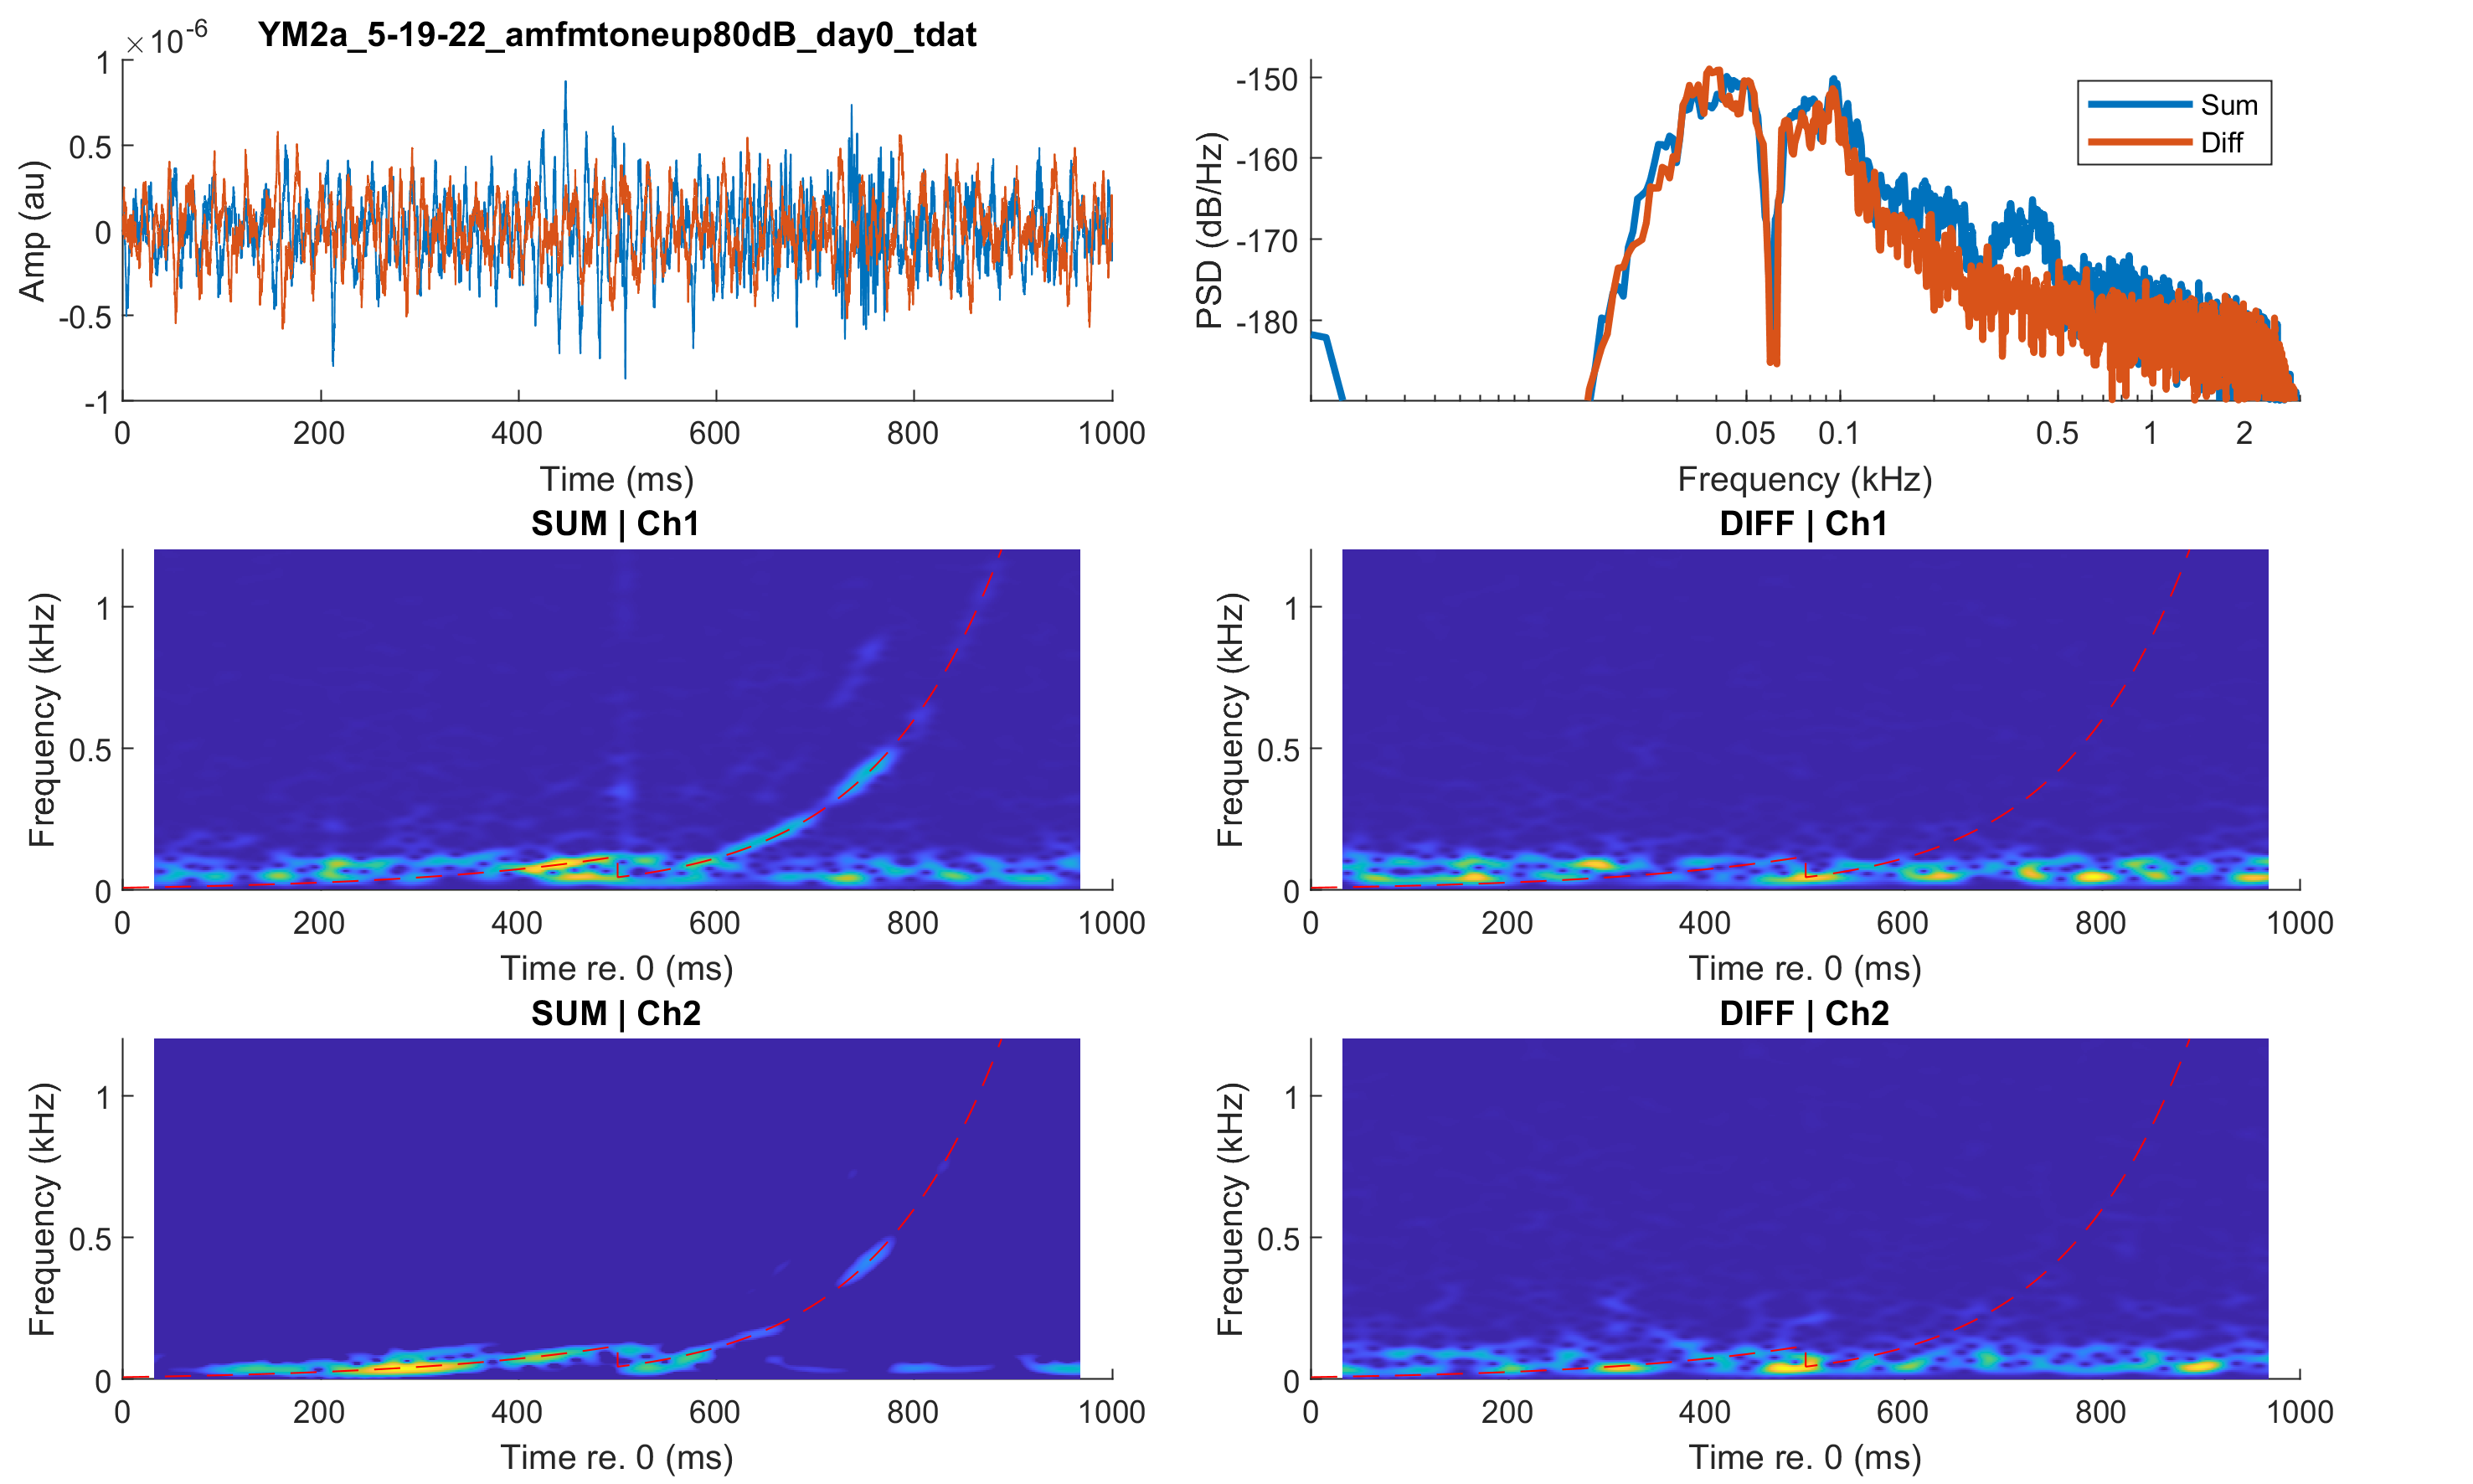 YM2a_5-19-22_amfmtoneup80dB_day0_tdat
×10-6
1
0.5
0
-0.5
-1
Amp (au)
0 200 400 600 800 1000
Time (ms)
-150
-160
-170
-180
PSD (dB/Hz)
Sum
Diff
0.05 0.1 0.5 1 2
Frequency (kHz)
SUM | Ch1
1
0.5
0
Frequency (kHz)
0 200 400 600 800 1000
Time re. 0 (ms)
DIFF | Ch1
1
0.5
0
Frequency (kHz)
0 200 400 600 800 1000
Time re. 0 (ms)
SUM | Ch2
1
0.5
0
Frequency (kHz)
0 200 400 600 800 1000
Time re. 0 (ms)
DIFF | Ch2
1
0.5
0
Frequency (kHz)
0 200 400 600 800 1000
Time re. 0 (ms)